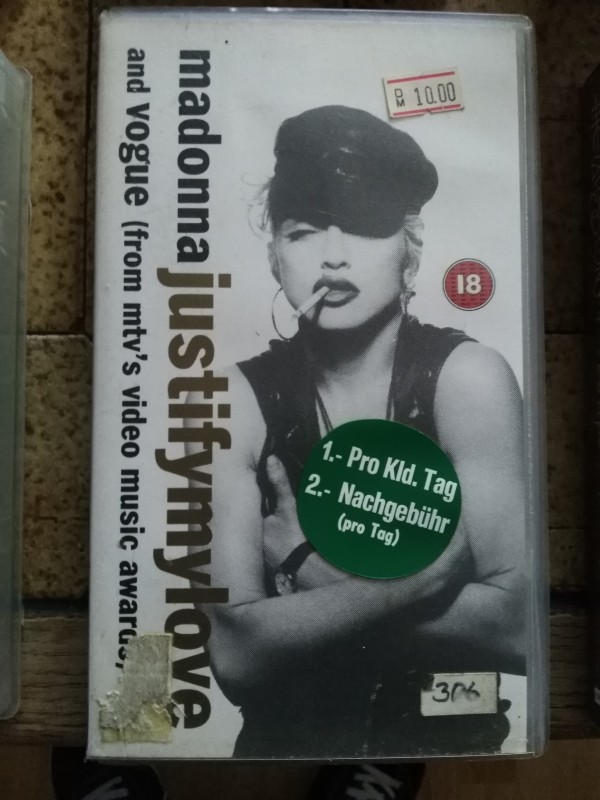 madonna justifymylove
and vogue (from mtv's video music awards)
DM 10.00
18
1.- Pro Kld. Tag
2.- Nachgebühr
(pro Tag)
306